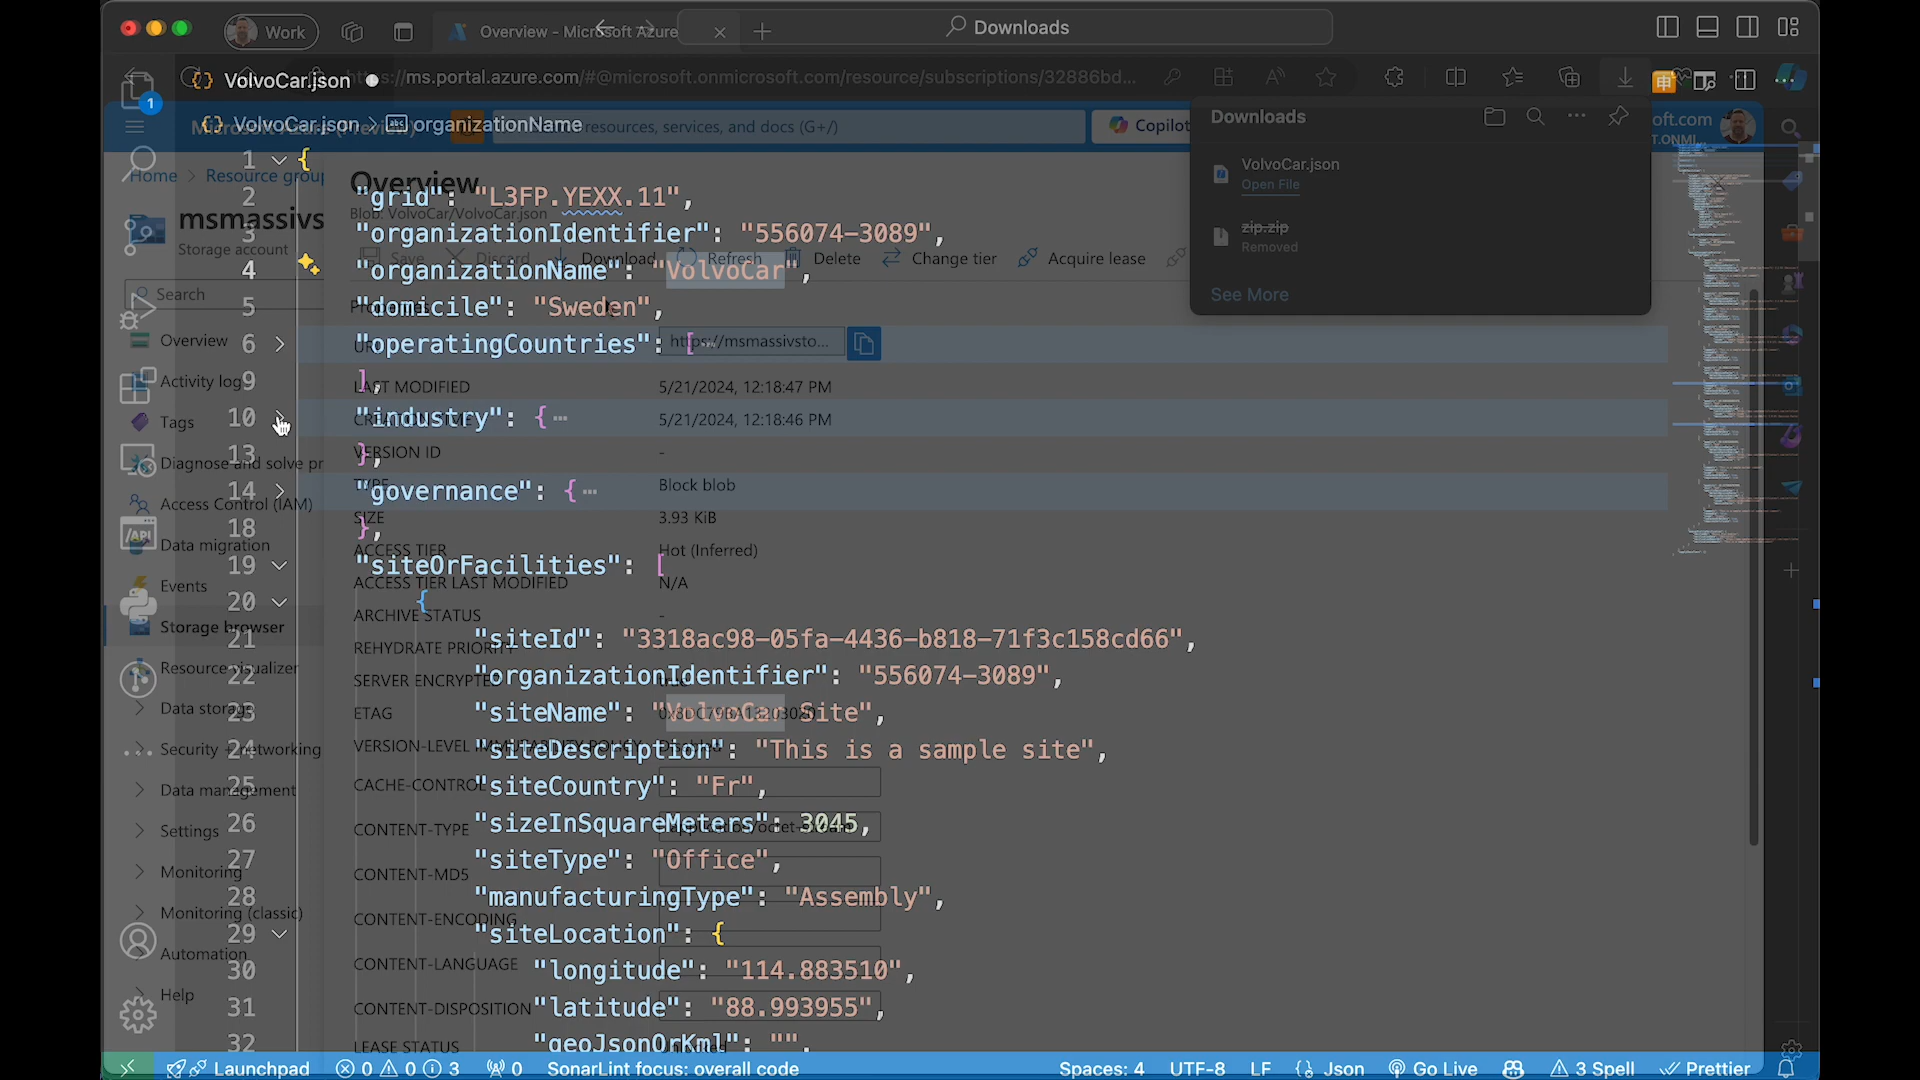 Work
Overview - Microsoft Azure
Downloads
VolvoCar.json
://ms.portal.azure.com/#@microsoft.onmicrosoft.com/resource/subscriptions/32886bd...
1
VolvoCar.json > organizationName
resources, services, and docs (G+/)
Copilot
Downloads
oft.com
T.ONMI...
VolvoCar.json
Open File
zip.zip
Removed
See More
Home > Resource group
Overview
Blob: VolvoCar/VolvoCar.json
msmassivs
Storage account
Save
Discard
Download
Refresh
Delete
Change tier
Acquire lease
Search
Overview
Activity log
Tags
Diagnose and solve pr
Access Control (IAM)
Data migration
Events
Storage browser
Resource visualizer
Data storage
Security + networking
Data management
Settings
Monitoring
Monitoring (classic)
Automation
Help
1 {
2 "grid": "L3FP.YEXX.11",
3 "organizationIdentifier": "556074-3089",
4 "organizationName": "VolvoCar",
5 "domicile": "Sweden",
6 "operatingCountries": [ ...
9 ],
10 "industry": { ...
13 },
14 "governance": { ...
18 },
19 "siteOrFacilities": [
20 {
21 "siteId": "3318ac98-05fa-4436-b818-71f3c158cd66",
22 "organizationIdentifier": "556074-3089",
23 "siteName": "VolvoCar Site",
24 "siteDescription": "This is a sample site",
25 "siteCountry": "Fr",
26 "sizeInSquareMeters": 3045,
27 "siteType": "Office",
28 "manufacturingType": "Assembly",
29 "siteLocation": {
30 "longitude": "114.883510",
31 "latitude": "88.993955",
32 "geoJsonOrKml": "",
https://msmassivsto...
LAST MODIFIED 5/21/2024, 12:18:47 PM
CREATION TIME 5/21/2024, 12:18:46 PM
VERSION ID -
TYPE Block blob
SIZE 3.93 KiB
ACCESS TIER Hot (Inferred)
ACCESS TIER LAST MODIFIED N/A
ARCHIVE STATUS -
REHYDRATE PRIORITY
SERVER ENCRYPTED
ETAG
CACHE-CONTROL
CONTENT-TYPE
CONTENT-MD5
CONTENT-ENCODING
CONTENT-LANGUAGE
CONTENT-DISPOSITION
LEASE STATUS
Launchpad 0 0 3 0 SonarLint focus: overall code Spaces: 4 UTF-8 LF {} Json Go Live 3 Spell Prettier